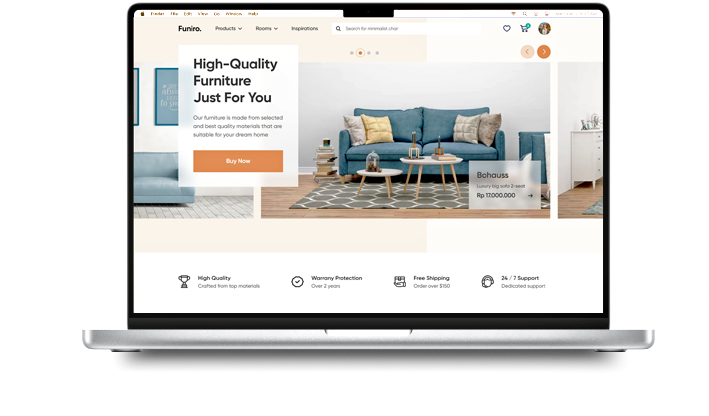 Finder File Edit View Go Window Help
Funiro. Products Rooms Inspirations Search for minimalist chair
High-Quality
Furniture
Just For You
Our furniture is made from selected
and best quality materials that are
suitable for your dream home
Buy Now
Bohauss
Luxury big sofa 2-seat
Rp 17.000.000
High Quality
Crafted from top materials
Warrany Protection
Over 2 years
Free Shipping
Order over $150
24 / 7 Support
Dedicated support